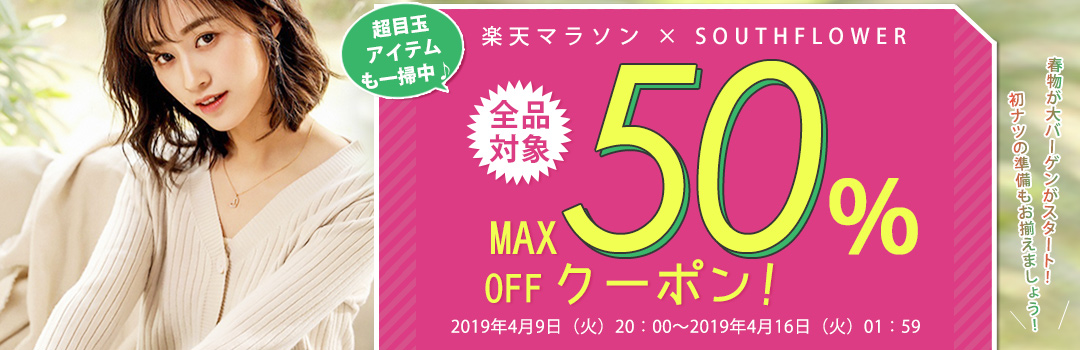 超目玉
アイテム
も一掃中♪
楽天マラソン × SOUTHFLOWER
全品
対象
MAX 50%
OFF クーポン!
2019年4月9日（火）20：00～2019年4月16日（火）01：59
春物が大バーゲンがスタート！
初ナツの準備もお揃えましょう！